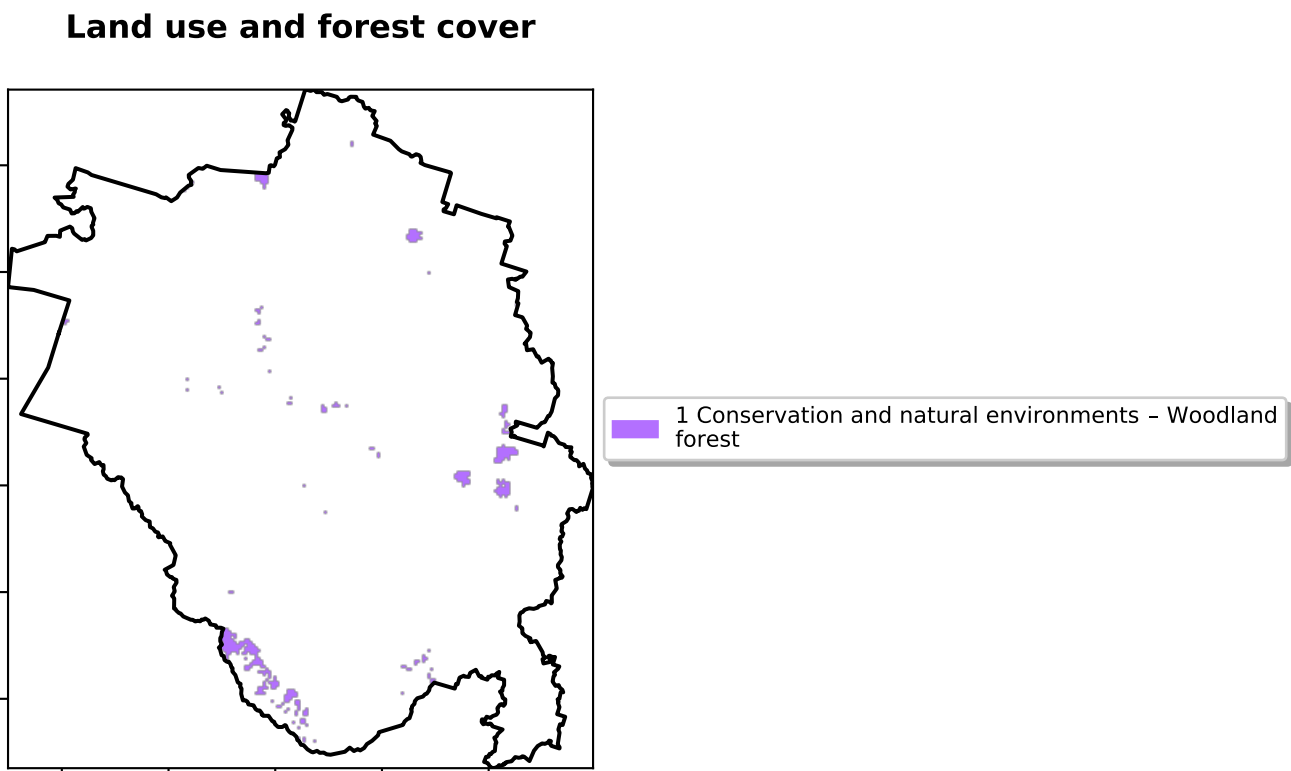 Land use and forest cover
1 Conservation and natural environments – Woodland
forest